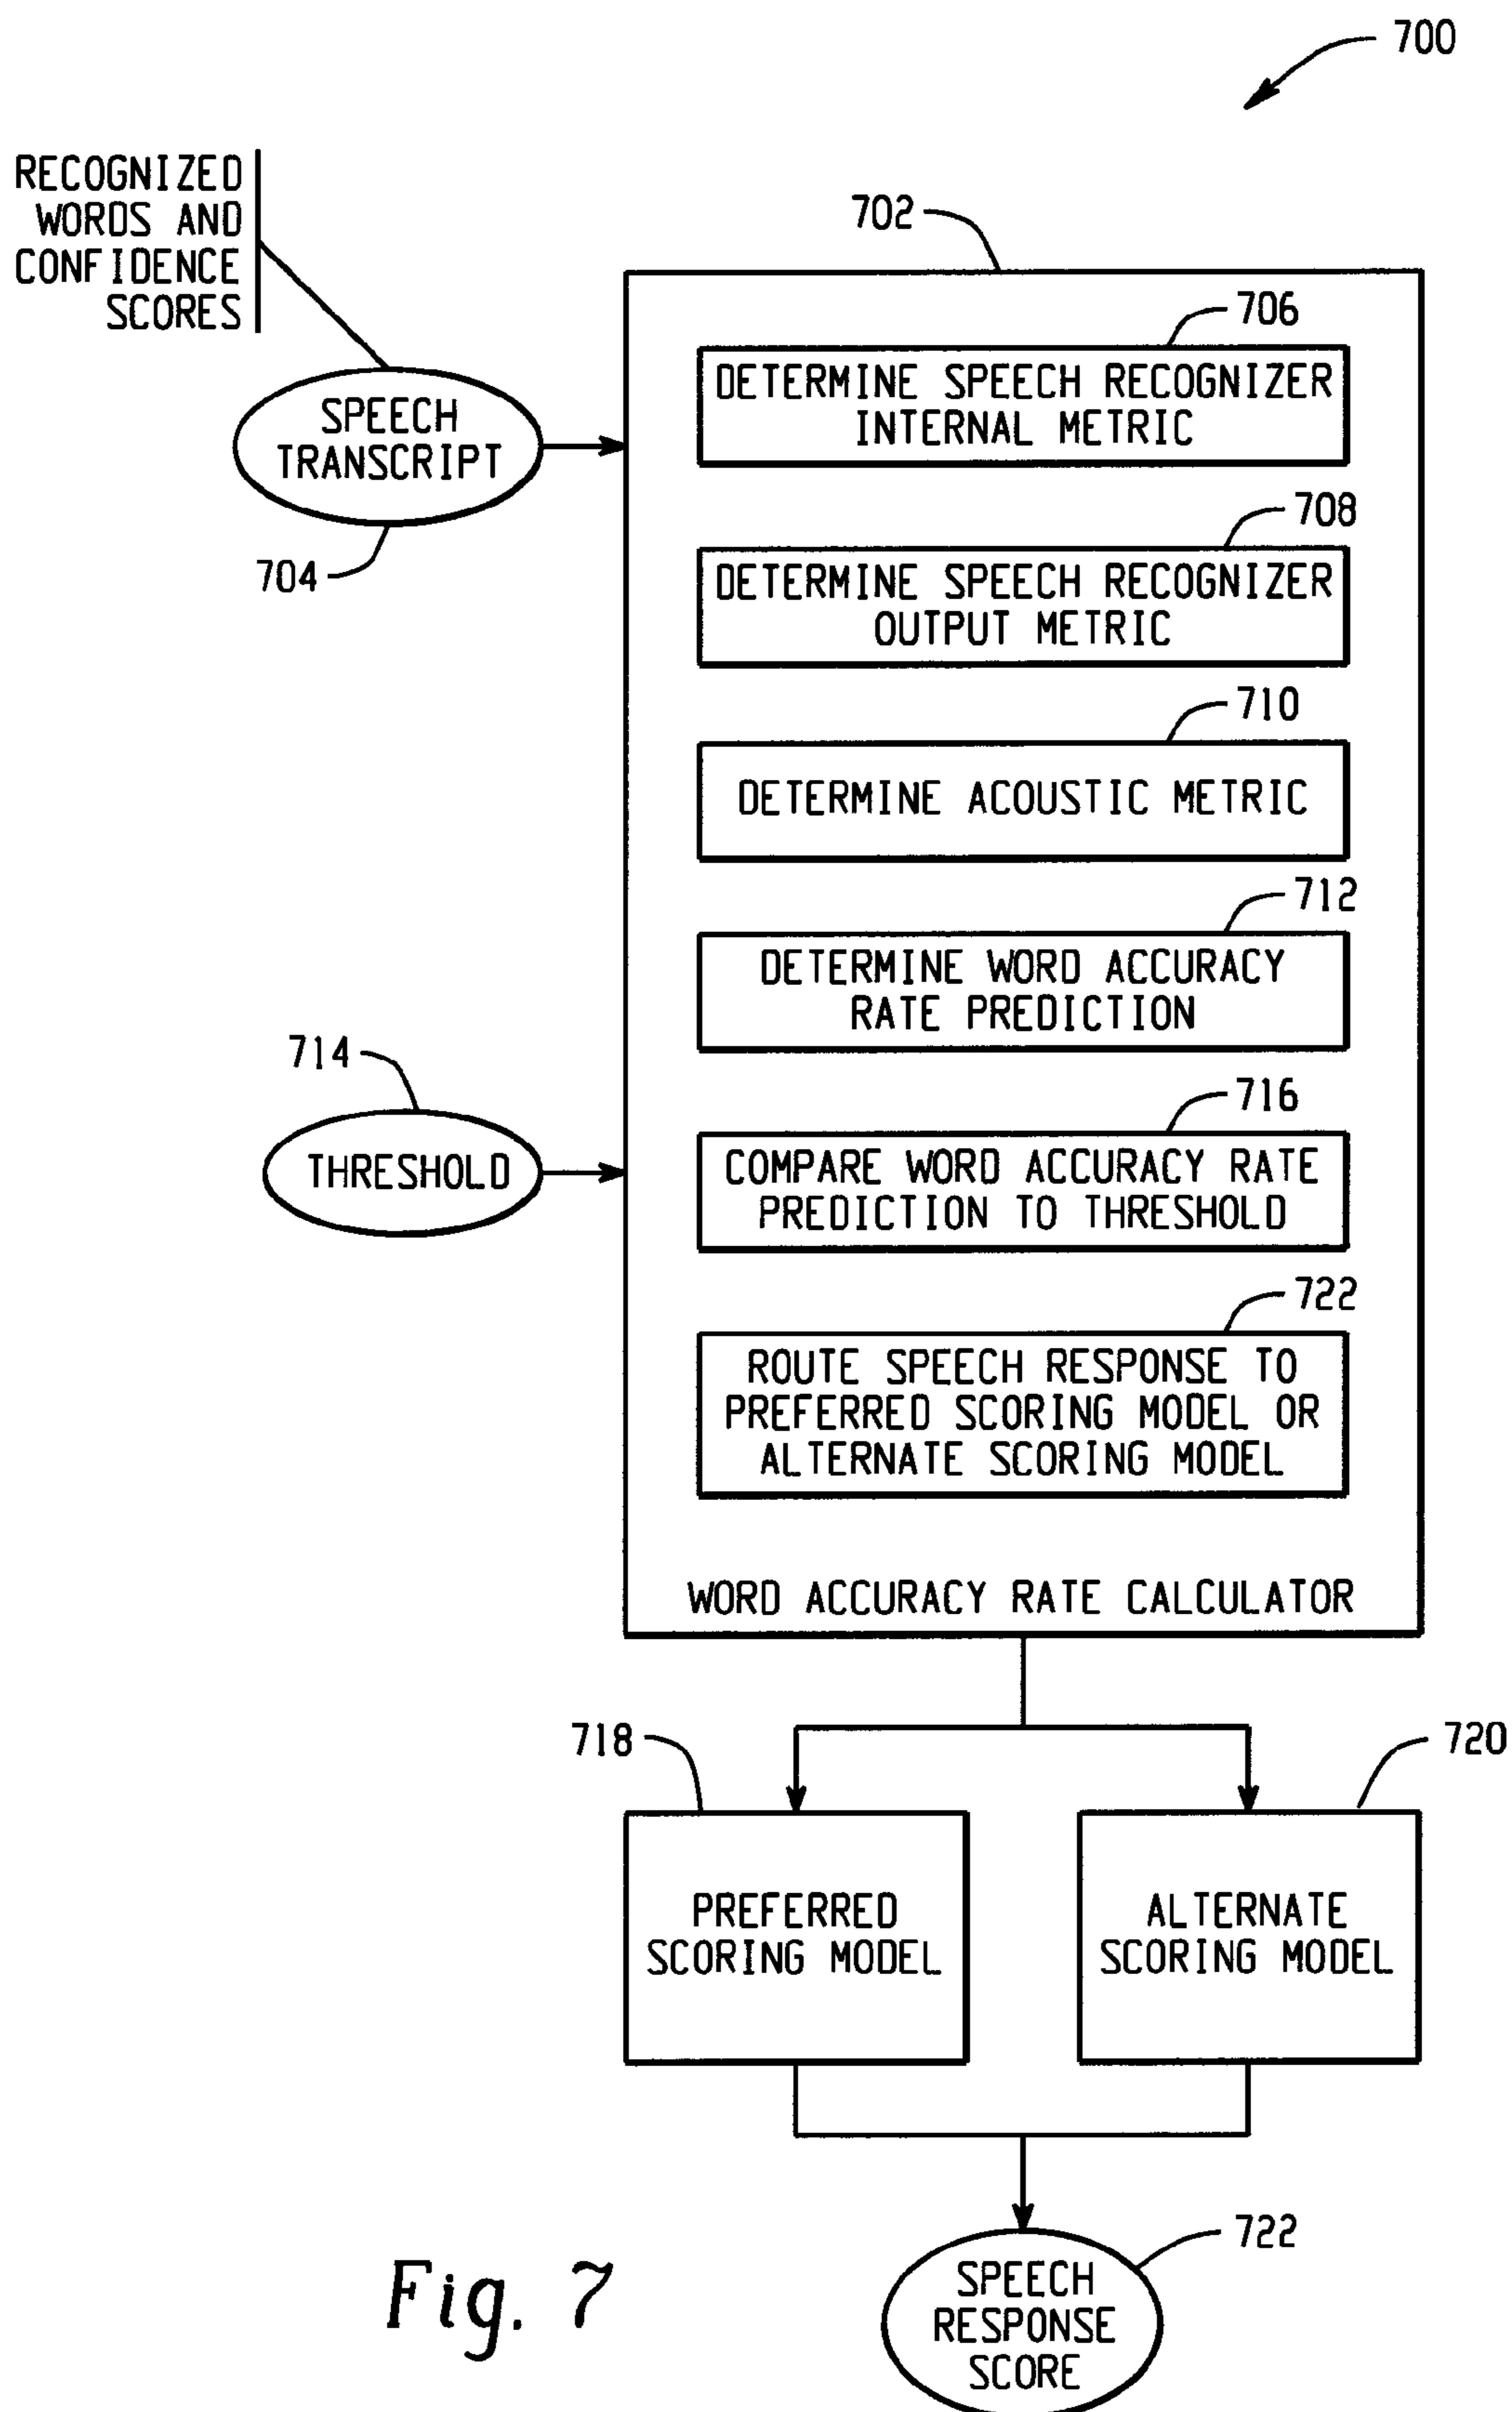 700
RECOGNIZED
WORDS AND
CONFIDENCE
SCORES
702
706
DETERMINE SPEECH RECOGNIZER
INTERNAL METRIC
SPEECH
TRANSCRIPT
704
708
DETERMINE SPEECH RECOGNIZER
OUTPUT METRIC
710
DETERMINE ACOUSTIC METRIC
712
DETERMINE WORD ACCURACY
RATE PREDICTION
714
THRESHOLD
716
COMPARE WORD ACCURACY RATE
PREDICTION TO THRESHOLD
722
ROUTE SPEECH RESPONSE TO
PREFERRED SCORING MODEL OR
ALTERNATE SCORING MODEL
WORD ACCURACY RATE CALCULATOR
718
720
PREFERRED
SCORING MODEL
ALTERNATE
SCORING MODEL
722
SPEECH
RESPONSE
SCORE
Fig. 7